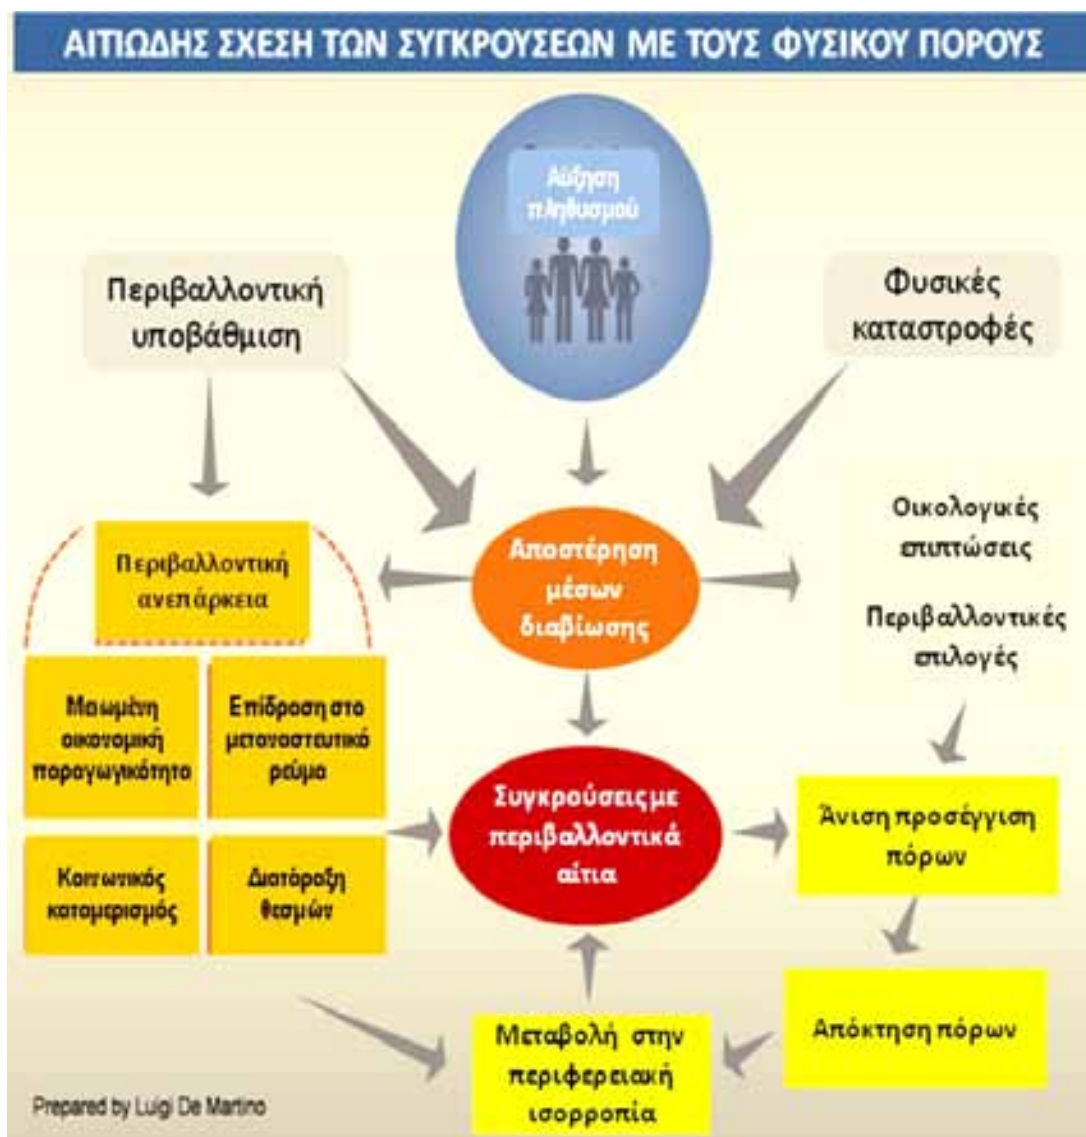 ΑΙΤΙΩΔΗΣ ΣΧΕΣΗ ΤΩΝ ΣΥΓΚΡΟΥΣΕΩΝ ΜΕ ΤΟΥΣ ΦΥΣΙΚΟΥ ΠΟΡΟΥΣ
Αύξηση
πληθυσμού
Περιβαλλοντική
υποβάθμιση
Φυσικές
καταστροφές
Οικολογικές
επιπτώσεις
Περιβαλλοντικές
επιλογές
Περιβαλλοντική
ανεπάρκεια
Αποστέρηση
μέσων
διαβίωσης
Μειωμένη
οικονομική
παραγωγικότητα
Επίδραση στο
μεταναστευτικό
ρεύμα
Κοινωνικός
καταμερισμός
Διατάραξη
θεσμών
Συγκρούσεις με
περιβαλλοντικά
αίτια
Άνιση προσέγγιση
πόρων
Απόκτηση πόρων
Μεταβολή στην
περιφερειακή
ισορροπία
Prepared by Luigi De Martino